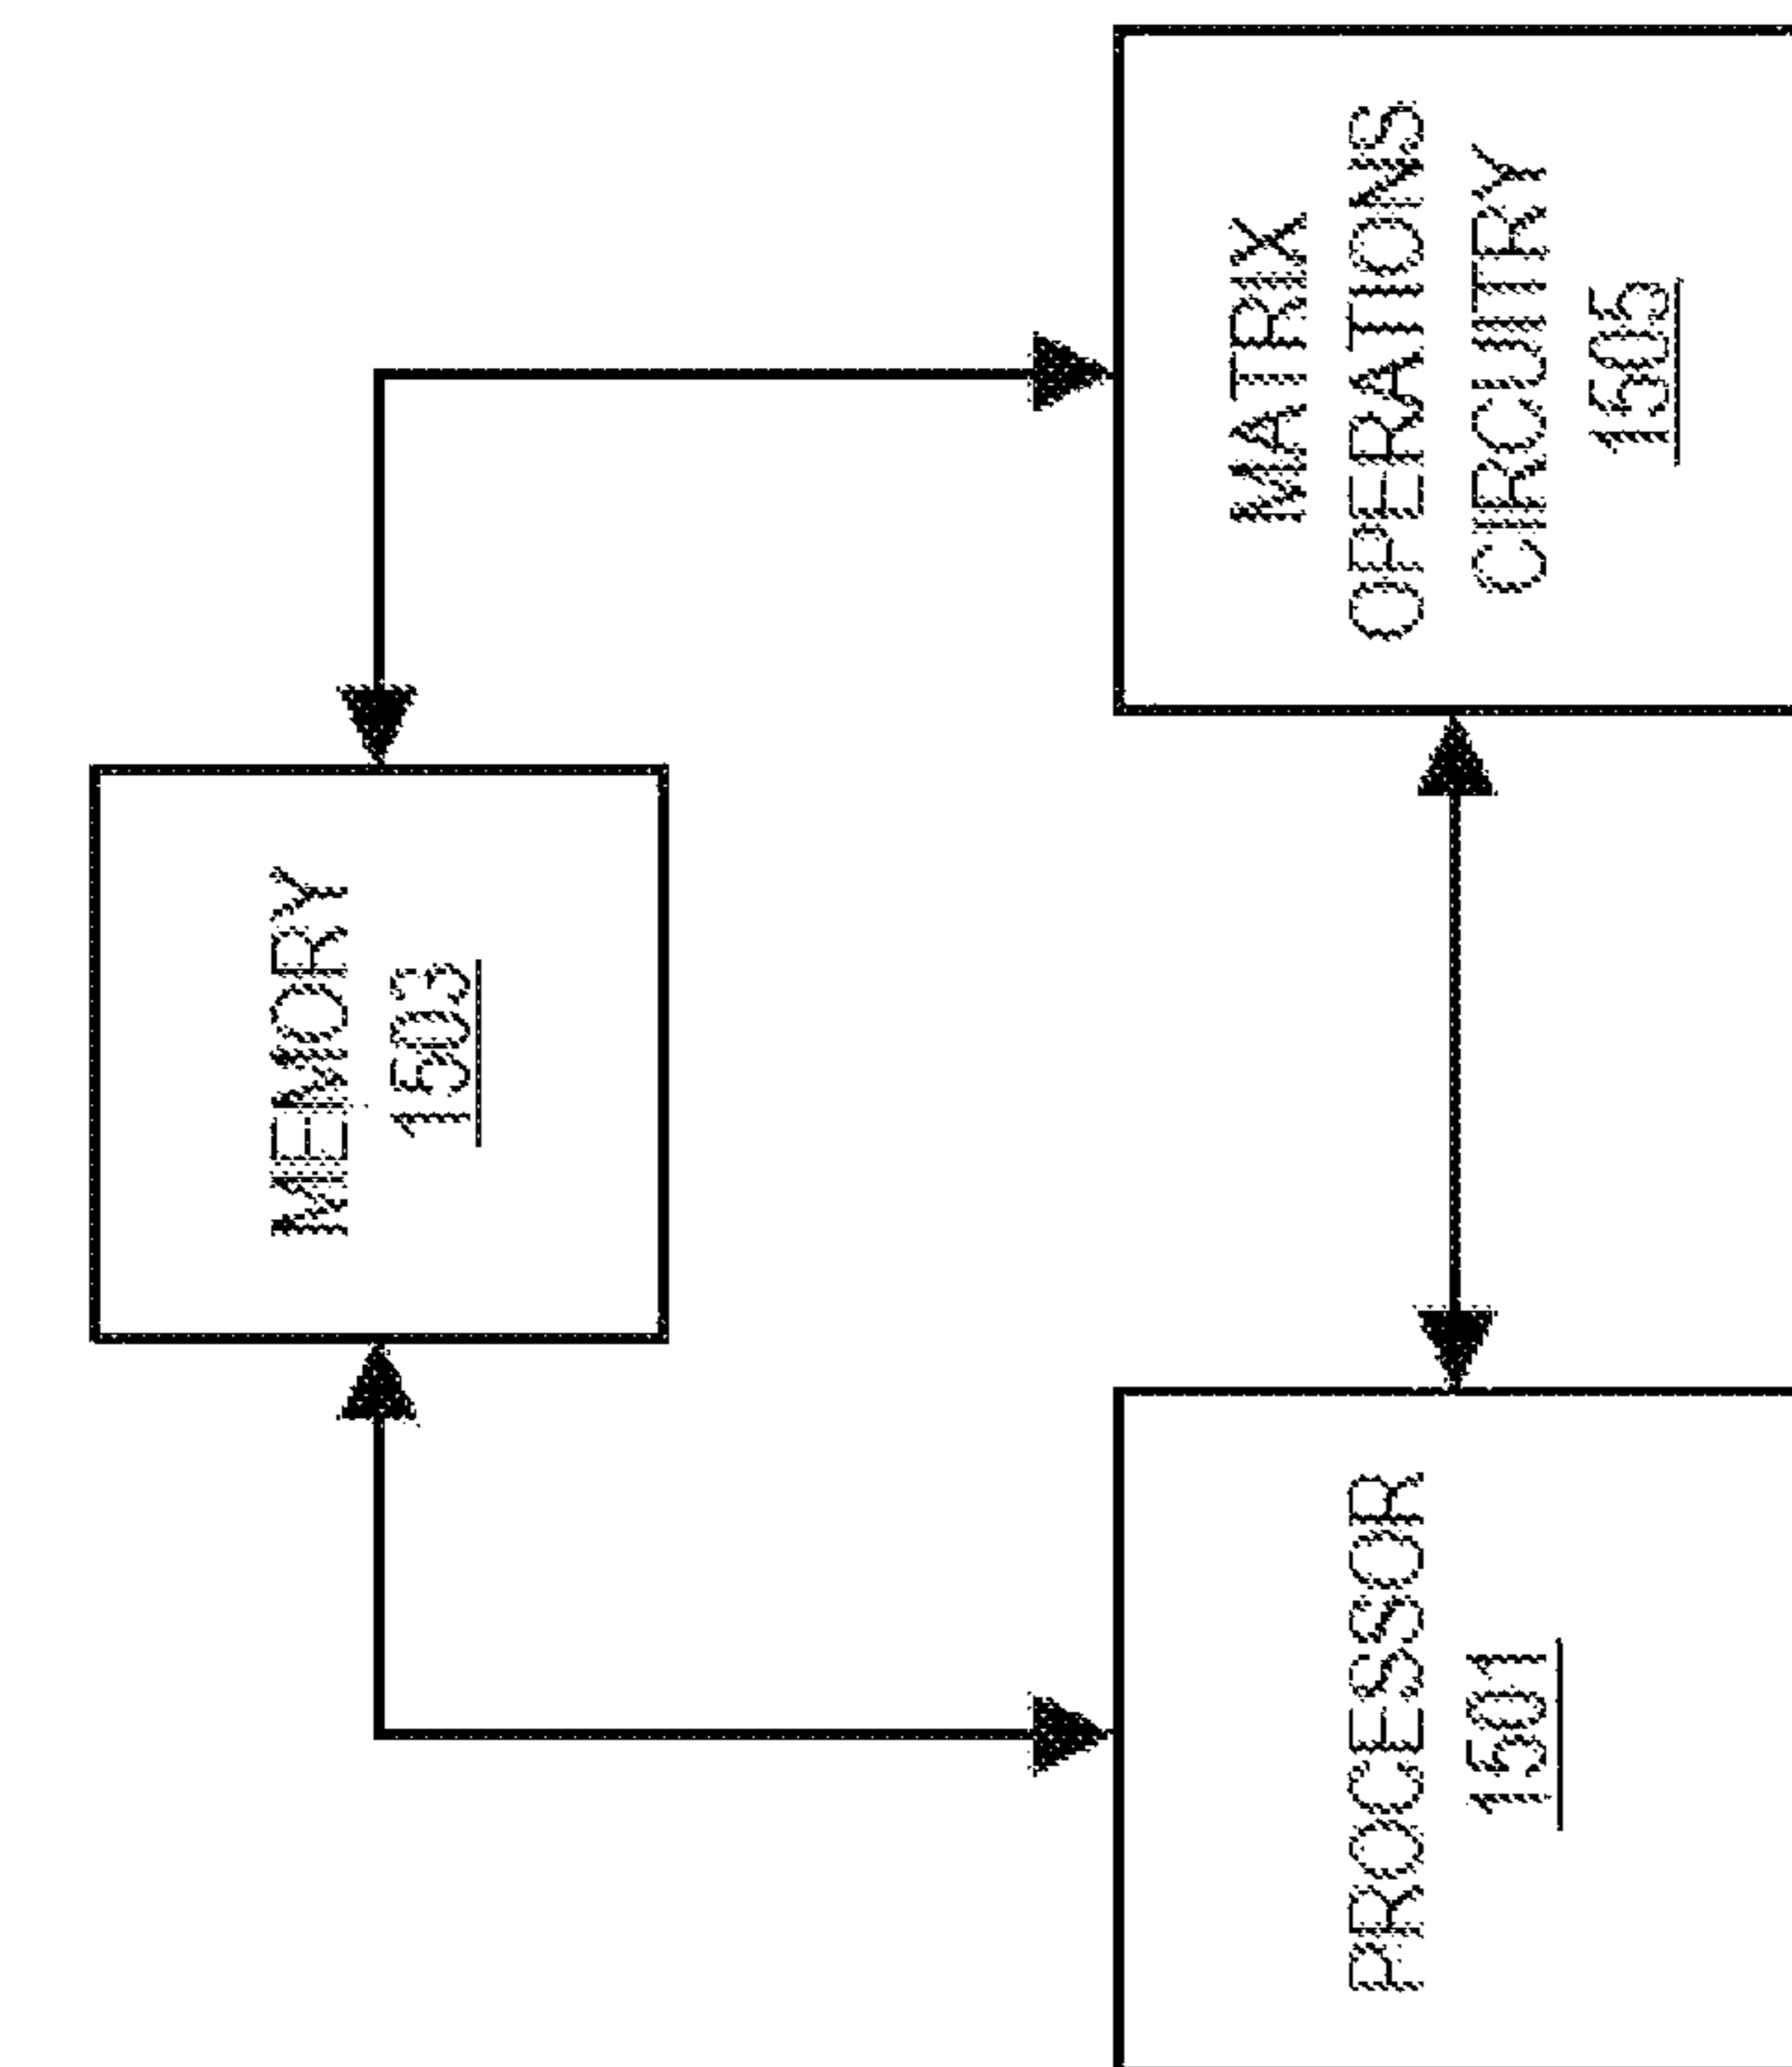 MEMORY
1503
PROCESSOR
1501
MATRIX
OPERATIONS
CIRCUITRY
1505